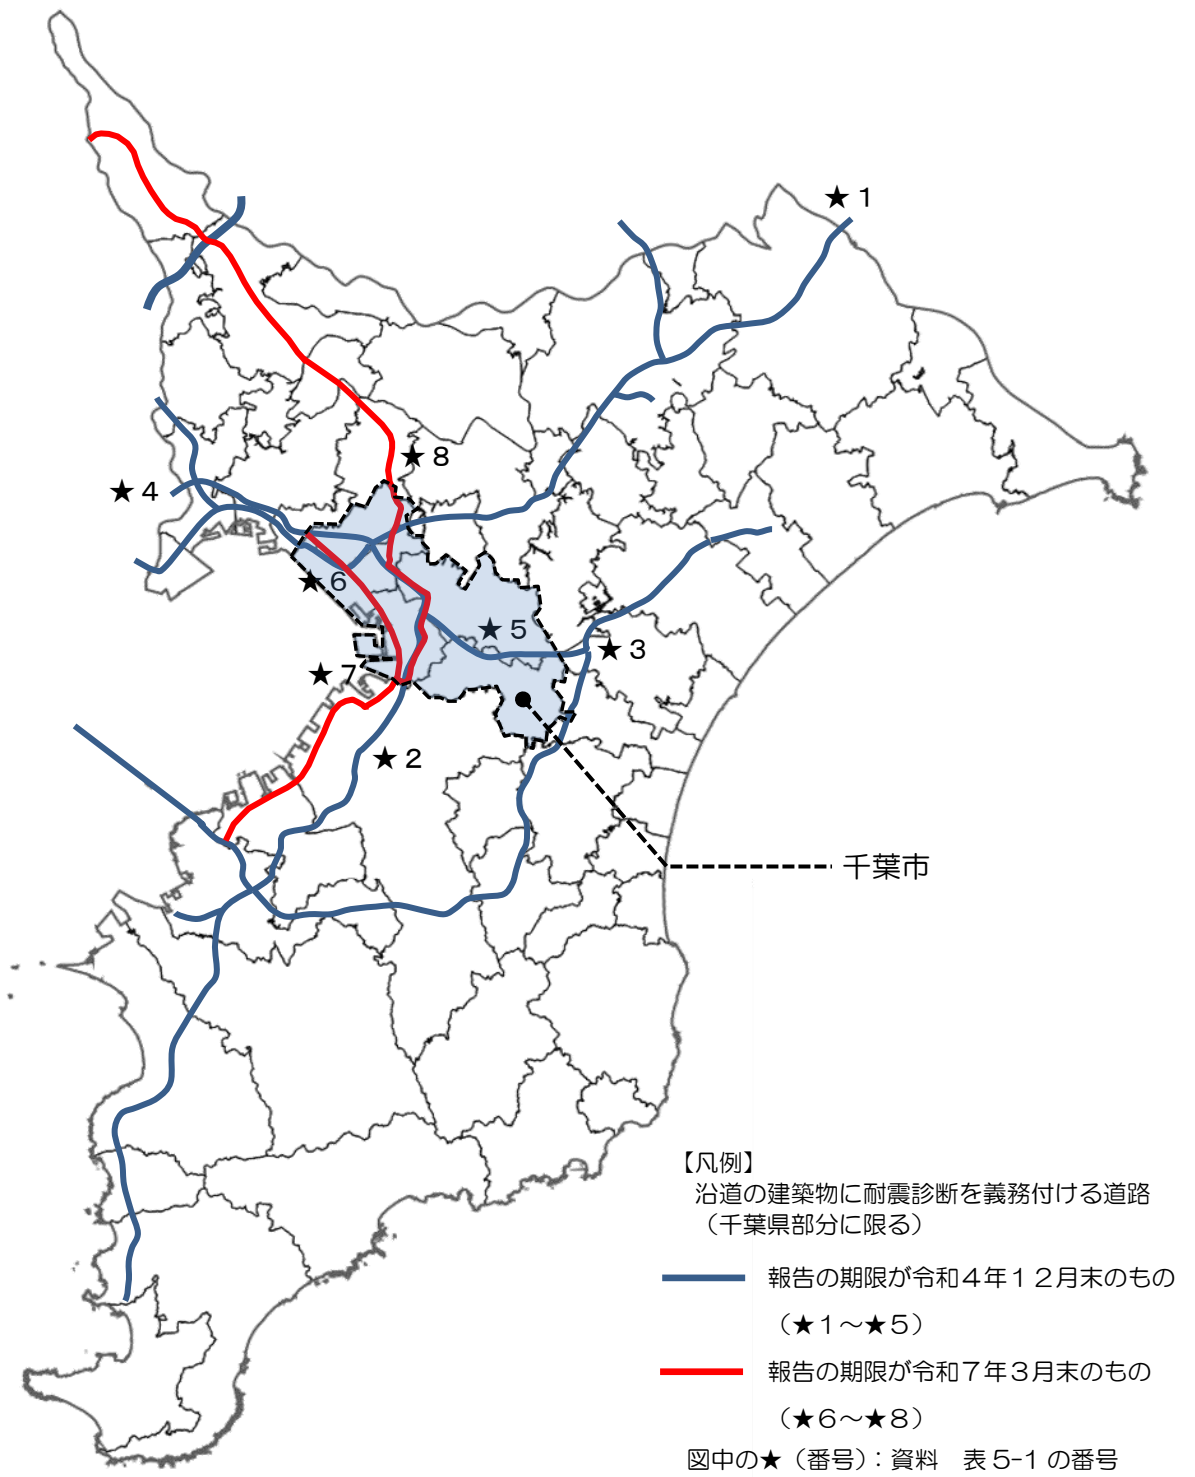 ★１
★８
★４
★６
★５
★３
★７
★２
千葉市
【凡例】
沿道の建築物に耐震診断を義務付ける道路
（千葉県部分に限る）
報告の期限が令和４年１２月末のもの
（★１～★５）
報告の期限が令和７年３月末のもの
（★６～★８）
図中の★（番号）：資料　表 5-1 の番号